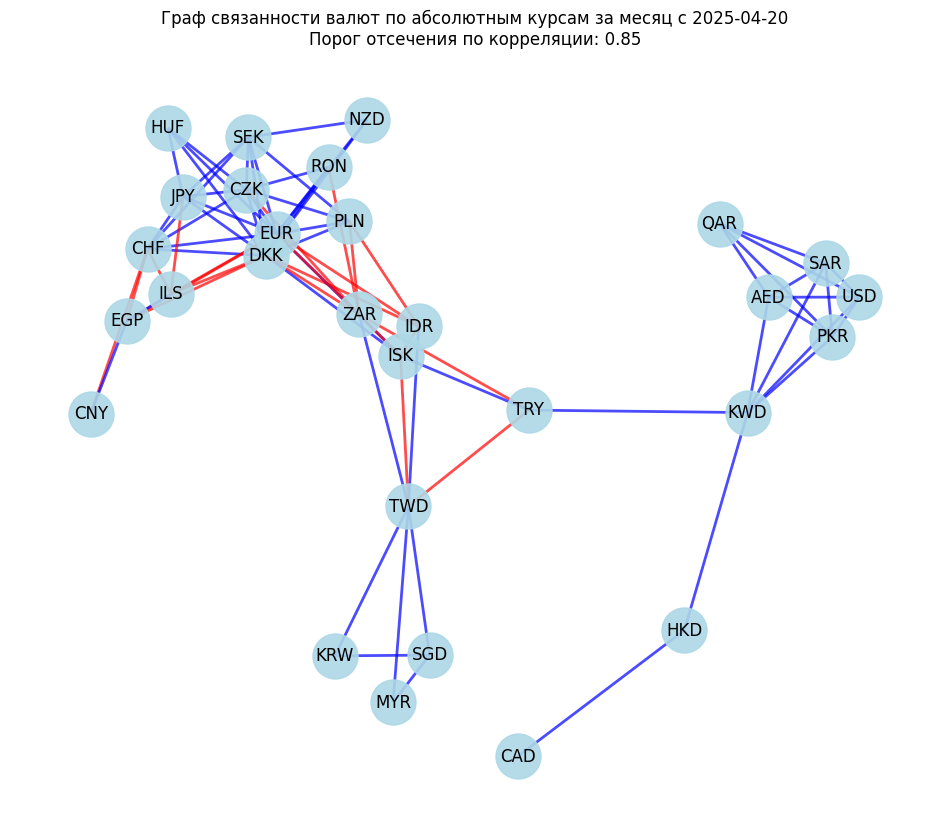 Граф связанности валют по абсолютным курсам за месяц с 2025-04-20
Порог отсечения по корреляции: 0.85
NZD
HUF
SEK
RON
CZK
JPY
PLN
QAR
EUR
CHF
DKK
SAR
ILS
AED
USD
EGP
ZAR
IDR
PKR
ISK
TRY
KWD
CNY
TWD
HKD
KRW
SGD
MYR
CAD